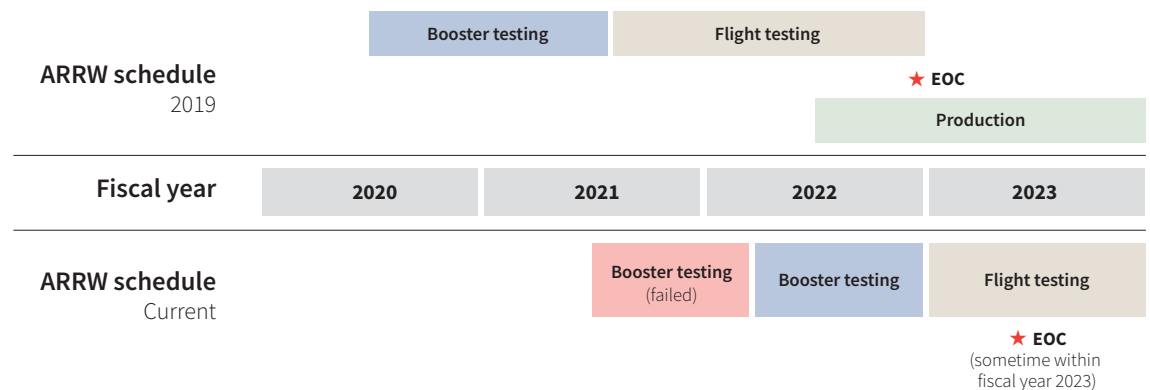 Booster testing
Flight testing
ARRW schedule
2019
EOC
Production
Fiscal year
2020
2021
2022
2023
ARRW schedule
Current
Booster testing
(failed)
Booster testing
Flight testing
EOC
(sometime within
fiscal year 2023)